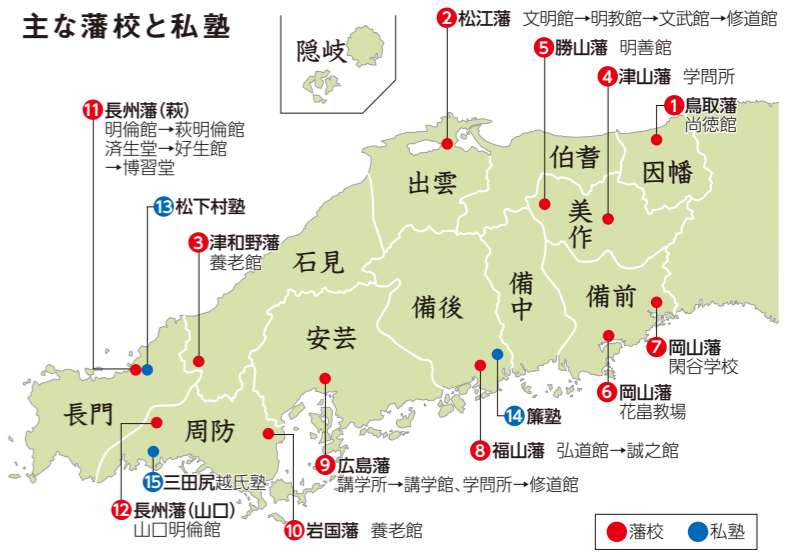 主な藩校と私塾
隠岐
❷松江藩 文明館→明教館→文武館→修道館
❺勝山藩 明善館
❹津山藩 学問所
❶鳥取藩
尚徳館
⓫長州藩(萩)
明倫館→萩明倫館
済生堂→好生館
→博習堂
⓭松下村塾
❸津和野藩
養老館
出雲
伯耆
因幡
美作
石見
備後
備中
備前
安芸
長門
周防
❼岡山藩
閑谷学校
❻岡山藩
花畠教場
⓮簾塾
❽福山藩 弘道館→誠之館
❾広島藩
講学所→講学館、学問所→修道館
⓯三田尻越氏塾
⓬長州藩(山口)
山口明倫館
❿岩国藩 養老館
藩校 私塾